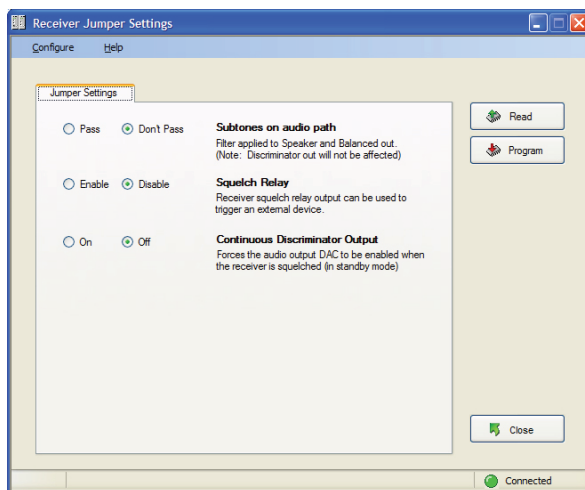 Receiver Jumper Settings
Configure Help
Jumper Settings
Pass Don't Pass Subtones on audio path
Filter applied to Speaker and Balanced out.
(Note: Discriminator out will not be affected)
Enable Disable Squelch Relay
Receiver squelch relay output can be used to
trigger an external device.
On Off Continuous Discriminator Output
Forces the audio output DAC to be enabled when
the receiver is squelched (in standby mode)
Read
Program
Close
Connected